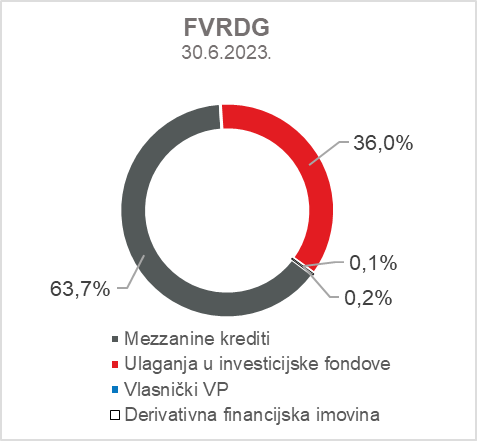 FVRDG
30.6.2023.
36,0%
0,1%
63,7%
0,2%
Mezzanine krediti
Ulaganja u investicijske fondove
Vlasnički VP
Derivativna financijska imovina